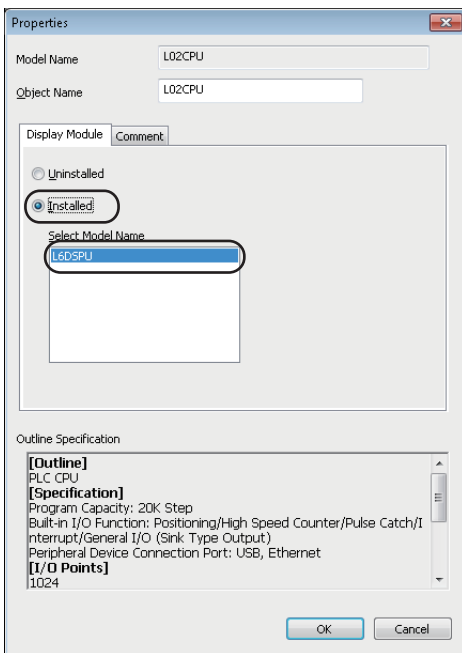 Properties
Model Name
L02CPU
Object Name
L02CPU
Display Module
Comment
Uninstalled
Installed
Select Model Name
L6DSPU
Outline Specification
[Outline]
PLC CPU
[Specification]
Program Capacity: 20K Step
Built-in I/O Function: Positioning/High Speed Counter/Pulse Catch/I
nterrupt/General I/O (Sink Type Output)
Peripheral Device Connection Port: USB, Ethernet
[I/O Points]
1024
OK
Cancel